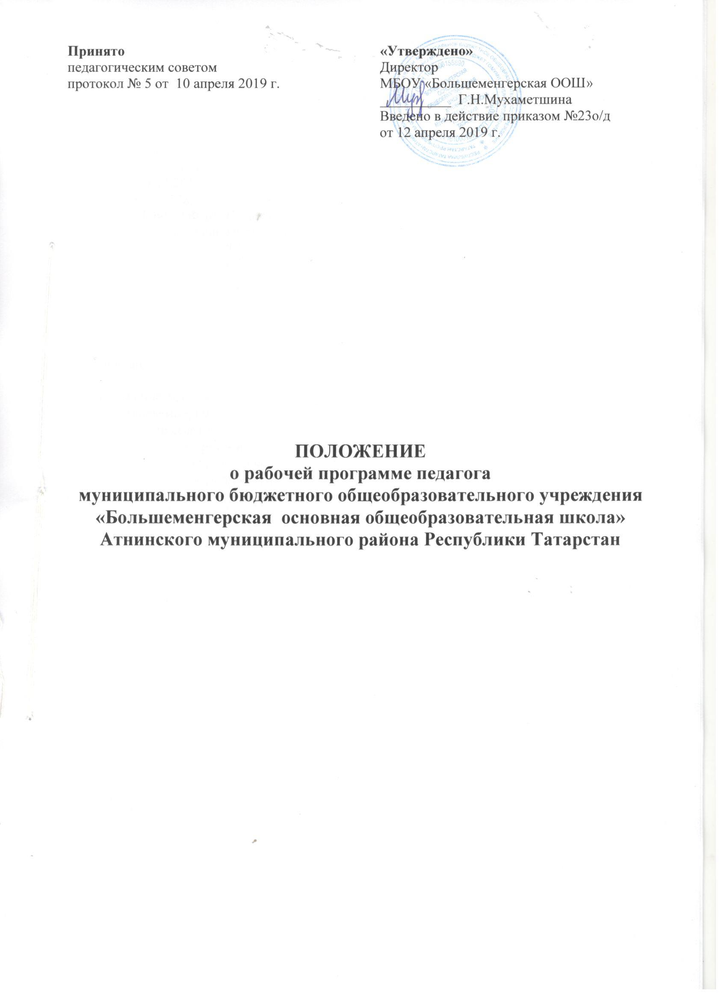 Принято
педагогическим советом
протокол № 5 от 10 апреля 2019 г.
«Утверждено»
Директор
МБОУ «Большеменгерская ООШ»
__________ Г.Н.Мухаметшина
Введено в действие приказом №23о/д
от 12 апреля 2019 г.
ПОЛОЖЕНИЕ
о рабочей программе педагога
муниципального бюджетного общеобразовательного учреждения
«Большеменгерская основная общеобразовательная школа»
Атнинского муниципального района Республики Татарстан